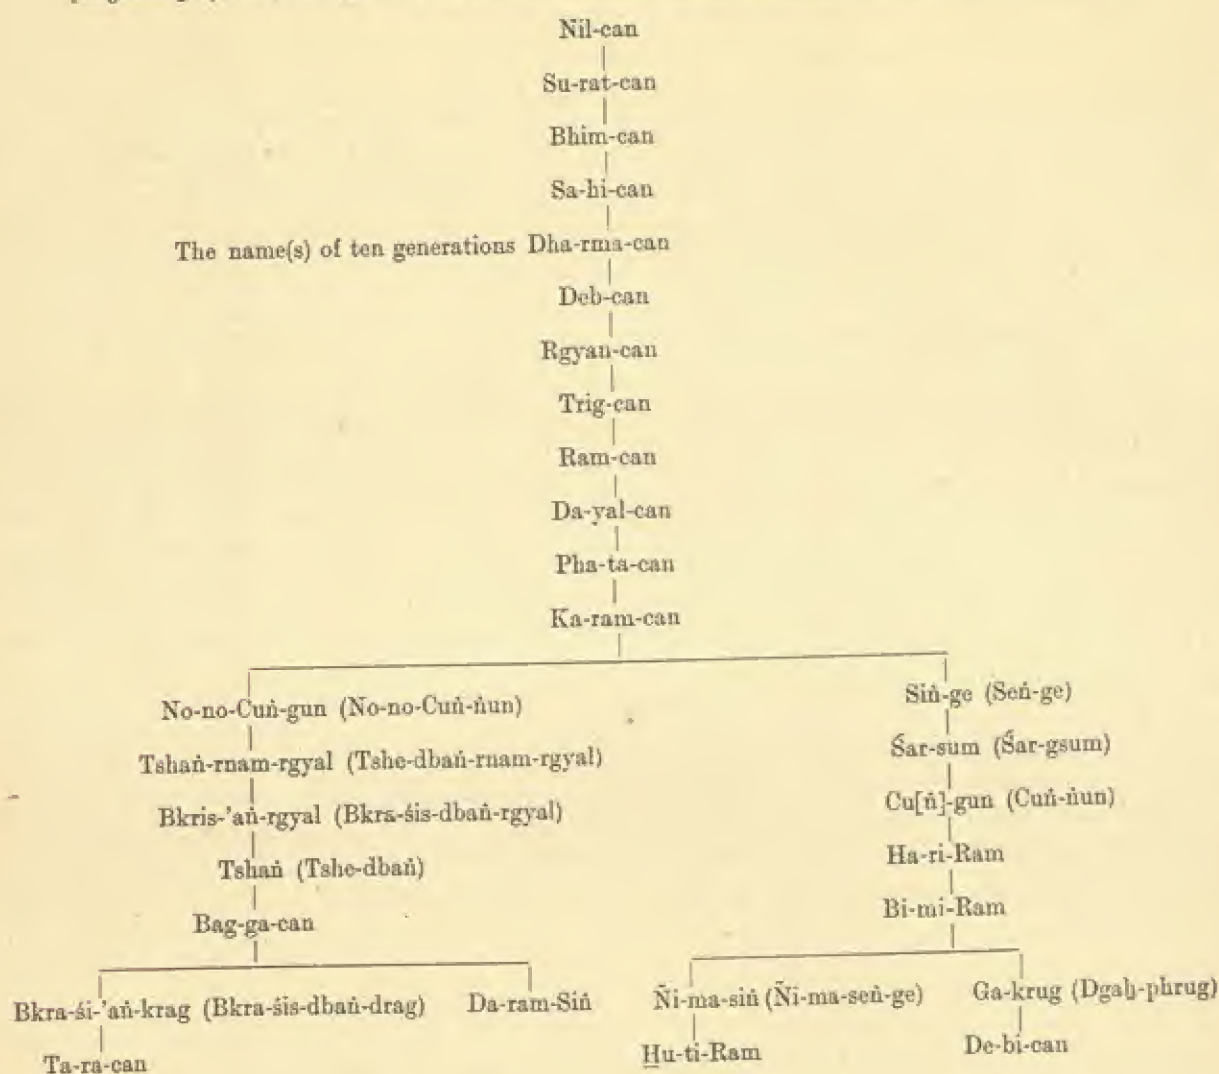 Nil-can
Su-rat-can
Bhim-can
Sa-hi-can
The name(s) of ten generations Dha-rma-can
Deb-can
Rgyan-can
Trig-can
Ram-can
Da-yal-can
Pha-ta-can
Ka-ram-can
No-no-Cuṅ-gun (No-no-Cuṅ-ṅun) Siṅ-ge (Seṅ-ge)
Tshaṅ-rnam-rgyal (Tshe-dbaṅ-rnam-rgyal) Śar-sum (Śar-gsum)
Bkris-'aṅ-rgyal (Bkra-śis-dbaṅ-rgyal) Cu[ṅ]-gun (Cuṅ-ṅun)
Tshaṅ (Tshe-dbaṅ) Ha-ri-Ram
Bag-ga-can Bi-mi-Ram
Bkra-śi-'aṅ-krag (Bkra-śis-dbaṅ-drag) Da-ram-Siṅ Ñi-ma-siṅ (Ñi-ma-seṅ-ge) Ga-krug (Dgaḥ-phrug)
Ta-ra-can H̱u-ti-Ram De-bi-can